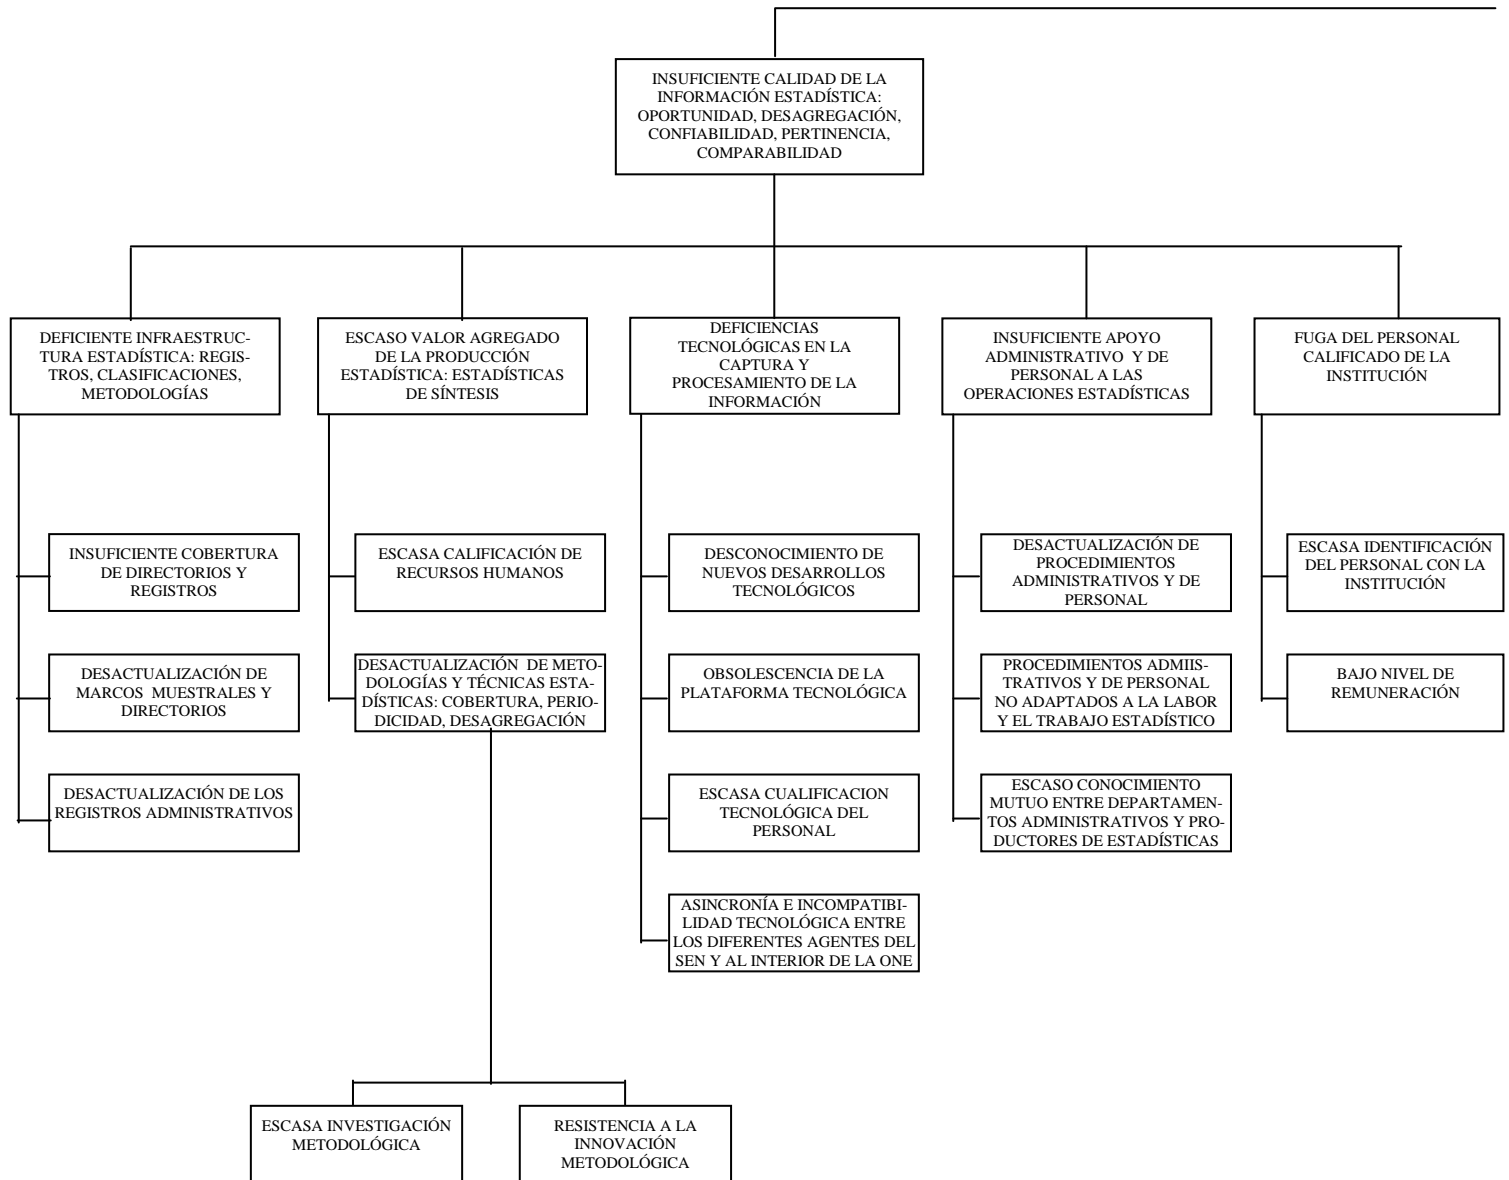 INSUFICIENTE CALIDAD DE LA
INFORMACIÓN ESTADÍSTICA:
OPORTUNIDAD, DESAGREGACIÓN,
CONFIABILIDAD, PERTINENCIA,
COMPARABILIDAD
DEFICIENTE INFRAESTRUC-
TURA ESTADÍSTICA: REGIS-
TROS, CLASIFICACIONES,
METODOLOGÍAS
ESCASO VALOR AGREGADO
DE LA PRODUCCIÓN
ESTADÍSTICA: ESTADÍSTICAS
DE SÍNTESIS
DEFICIENCIAS
TECNOLÓGICAS EN LA
CAPTURA Y
PROCESAMIENTO DE LA
INFORMACIÓN
INSUFICIENTE APOYO
ADMINISTRATIVO Y DE
PERSONAL A LAS
OPERACIONES ESTADÍSTICAS
FUGA DEL PERSONAL
CALIFICADO DE LA
INSTITUCIÓN
INSUFICIENTE COBERTURA
DE DIRECTORIOS Y
REGISTROS
DESACTUALIZACIÓN DE
MARCOS MUESTRALES Y
DIRECTORIOS
DESACTUALIZACIÓN DE LOS
REGISTROS ADMINISTRATIVOS
ESCASA CALIFICACIÓN DE
RECURSOS HUMANOS
DESACTUALIZACIÓN DE METO-
DOLOGÍAS Y TÉCNICAS ESTA-
DÍSTICAS: COBERTURA, PERIO-
DICIDAD, DESAGREGACIÓN
DESCONOCIMIENTO DE
NUEVOS DESARROLLOS
TECNOLÓGICOS
OBSOLESCENCIA DE LA
PLATAFORMA TECNOLÓGICA
ESCASA CUALIFICACION
TECNOLÓGICA DEL
PERSONAL
ASINCRONÍA E INCOMPATIBI-
LIDAD TECNOLÓGICA ENTRE
LOS DIFERENTES AGENTES DEL
SEN Y AL INTERIOR DE LA ONE
DESACTUALIZACIÓN DE
PROCEDIMIENTOS
ADMINISTRATIVOS Y DE
PERSONAL
PROCEDIMIENTOS ADMIIS-
TRATIVOS Y DE PERSONAL
NO ADAPTADOS A LA LABOR
Y EL TRABAJO ESTADÍSTICO
ESCASO CONOCIMIENTO
MUTUO ENTRE DEPARTAMEN-
TOS ADMINISTRATIVOS Y PRO-
DUCTORES DE ESTADÍSTICAS
ESCASA IDENTIFICACIÓN
DEL PERSONAL CON LA
INSTITUCIÓN
BAJO NIVEL DE
REMUNERACIÓN
ESCASA INVESTIGACIÓN
METODOLÓGICA
RESISTENCIA A LA
INNOVACIÓN
METODOLÓGICA